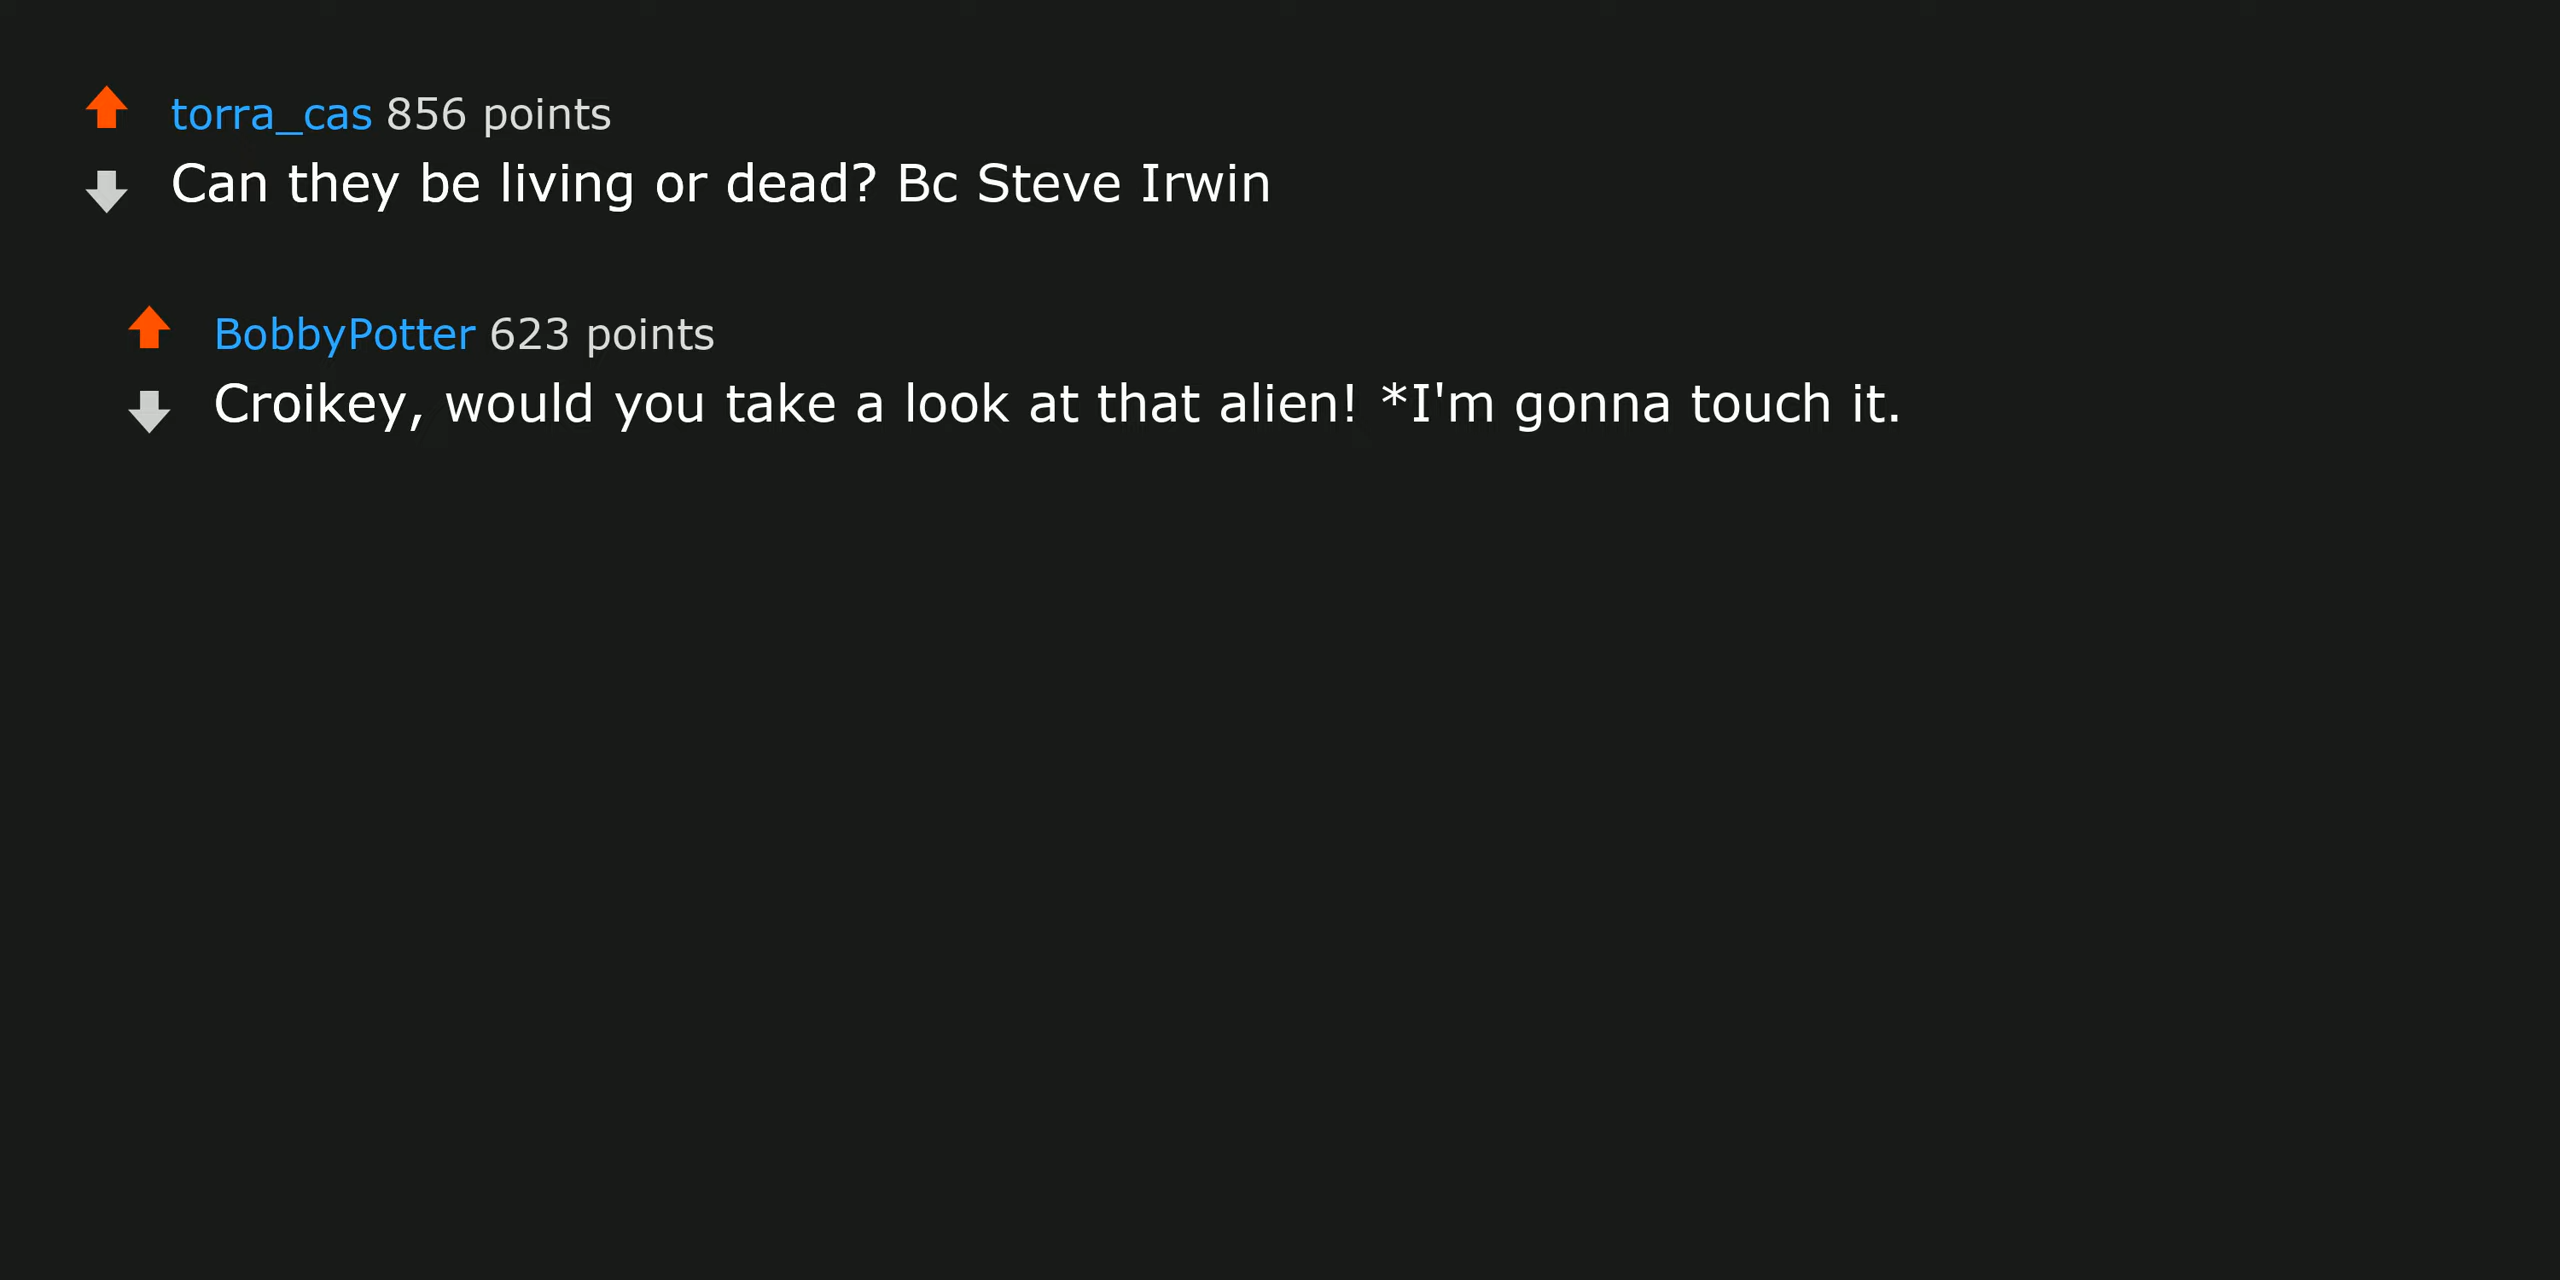 torra_cas 856 points
Can they be living or dead? Bc Steve Irwin
BobbyPotter 623 points
Croikey, would you take a look at that alien! *I'm gonna touch it.